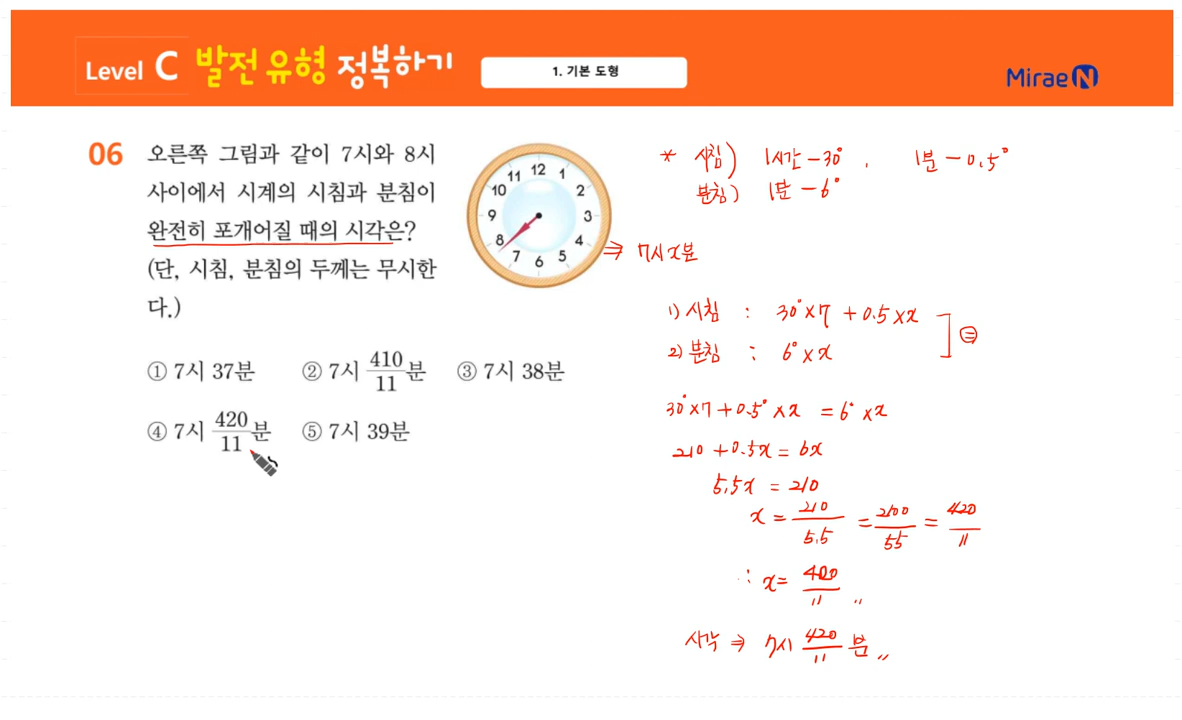 Level C 발전 유형 정복하기
1. 기본 도형
Mirae N
06 오른쪽 그림과 같이 7시와 8시
사이에서 시계의 시침과 분침이
완전히 포개어질 때의 시각은?
(단, 시침, 분침의 두께는 무시한
다.)
12
1
2
3
4
5
6
7
8
9
10
11
① 7시 37분 ② 7시 410/11분 ③ 7시 38분
④ 7시 420/11분 ⑤ 7시 39분
* 시침) 1시간 - 30° , 1분 - 0.5°
분침) 1분 - 6°
⇒ 7시 x분
1) 시침 : 30°×7 + 0.5×x
2) 분침 : 6°×x
=
30°×7+0.5°×x = 6°×x
210+0.5x = 6x
5.5x = 210
x = 210/5.5 = 2100/55 = 420/11
∴ x = 420/11 〃
시각 ⇒ 7시 420/11 분 〃